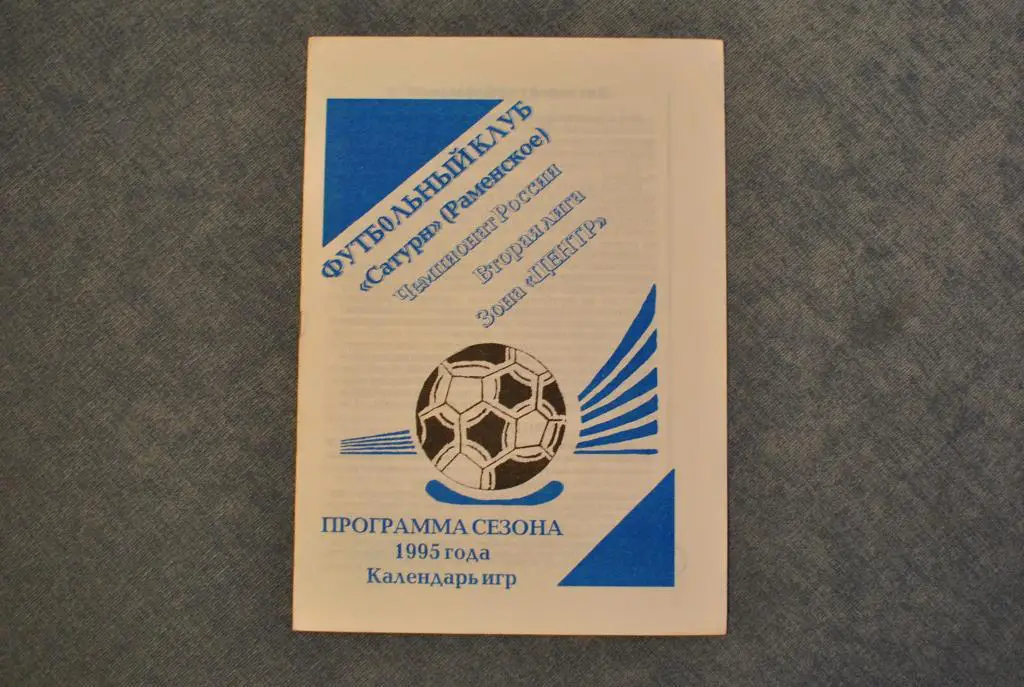 ФУТБОЛЬНЫЙ КЛУБ
«Сатурн» (Раменское)
Чемпионат России
Вторая лига
Зона «ЦЕНТР»
ПРОГРАММА СЕЗОНА
1995 года
Календарь игр